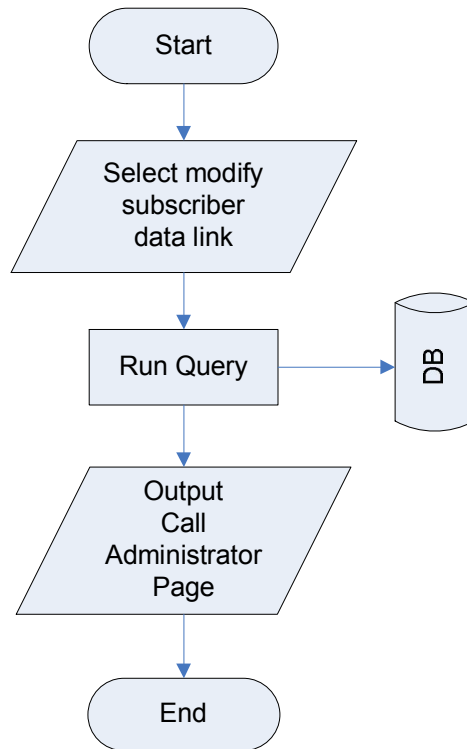 Start
Select modify
subscriber
data link
Run Query
DB
Output
Call
Administrator
Page
End